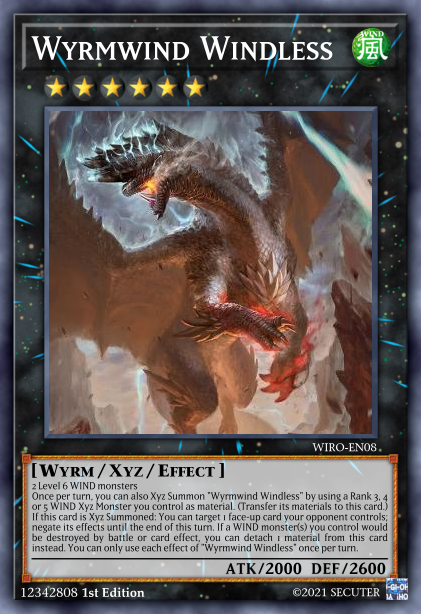 WYRMWIND WINDLESS
WIND
風
WIRO-EN08
[WYRM/XYZ/EFFECT]
2 Level 6 WIND monsters
Once per turn, you can also Xyz Summon "Wyrmwind Windless" by using a Rank 3, 4
or 5 WIND Xyz Monster you control as material. (Transfer its materials to this card.)
If this card is Xyz Summoned: You can target 1 face-up card your opponent controls;
negate its effects until the end of this turn. If a WIND monster(s) you control would
be destroyed by battle or card effect, you can detach 1 material from this card
instead. You can only use each effect of "Wyrmwind Windless" once per turn.
ATK/2000 DEF/2600
12342808 1st Edition
©2021 SECUTER